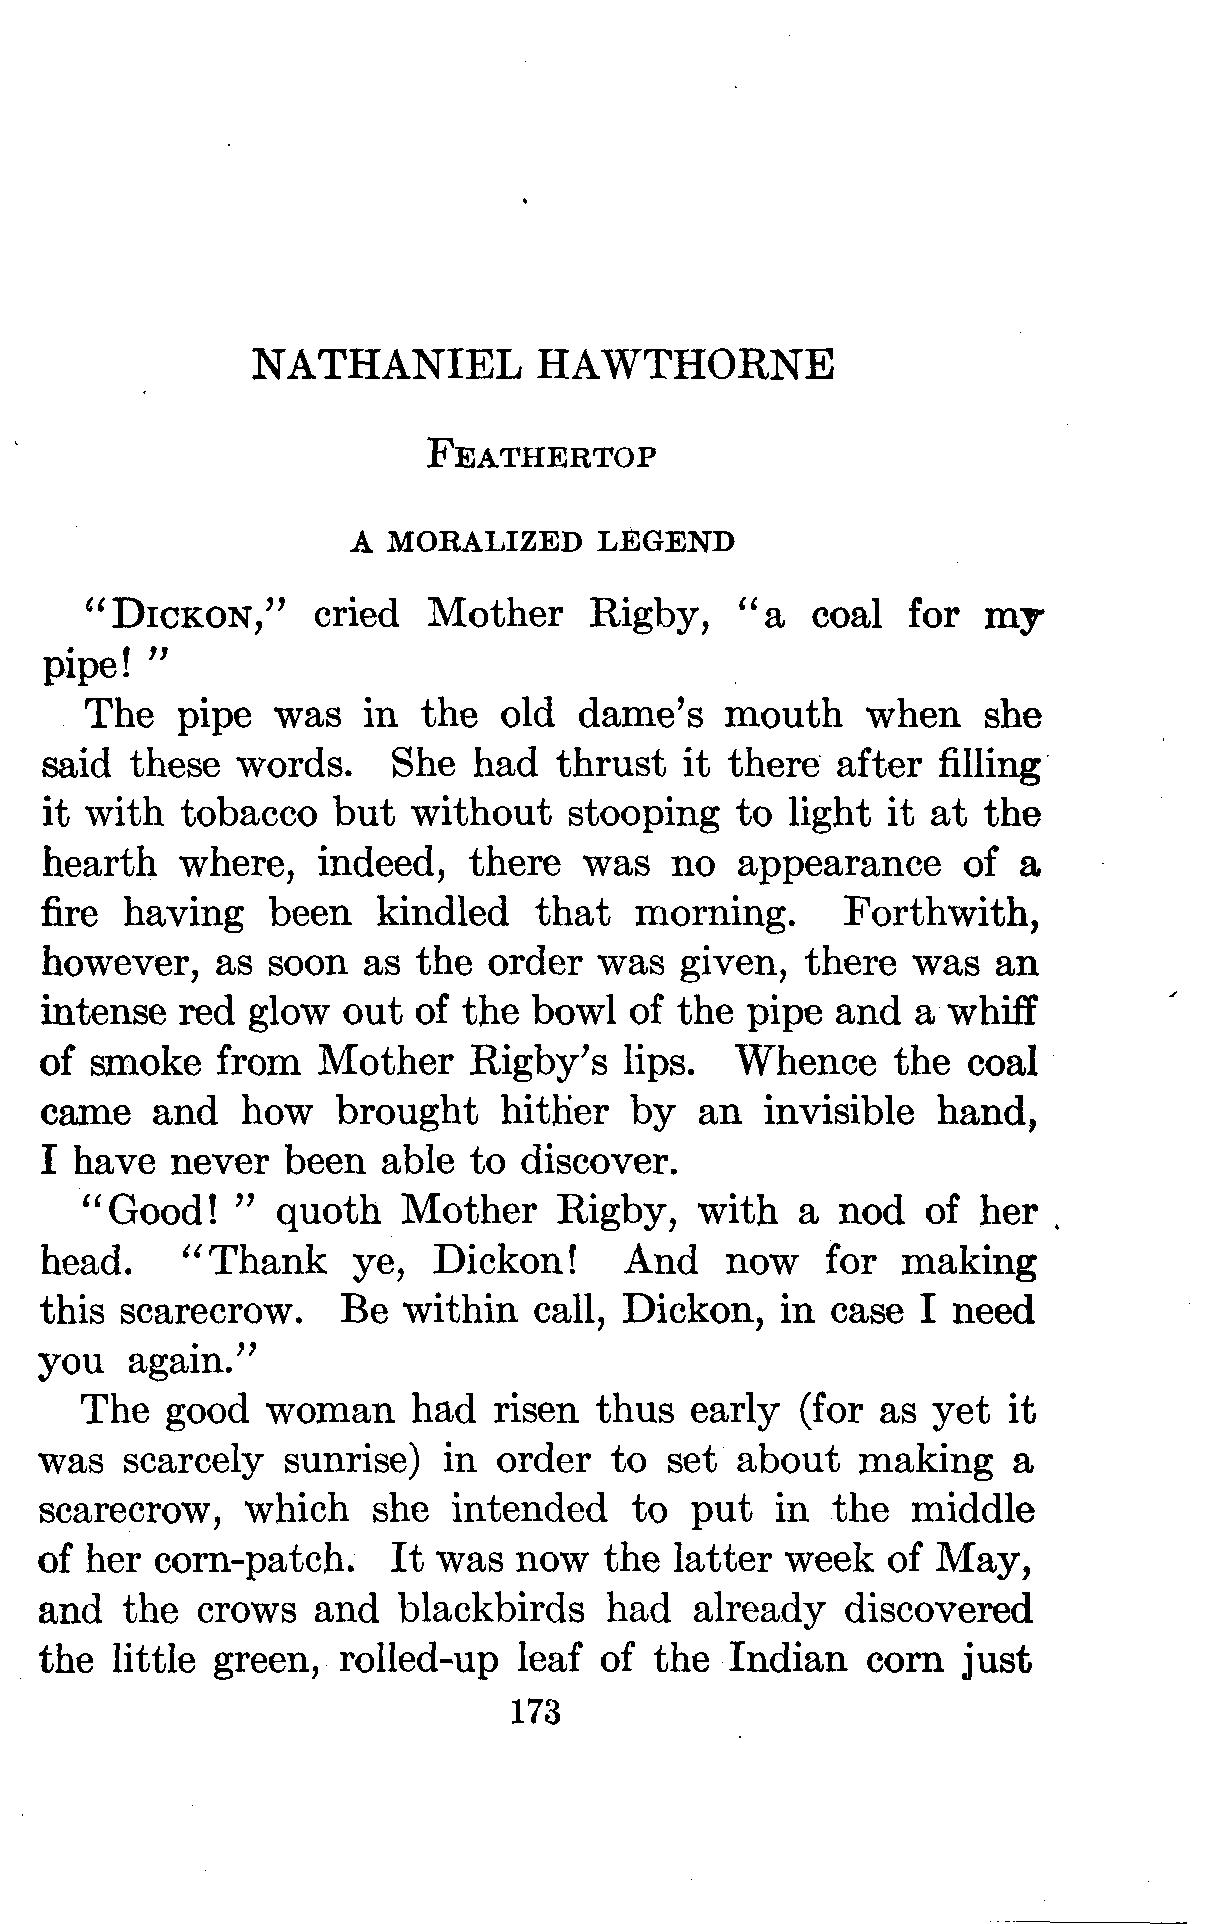 NATHANIEL HAWTHORNE
FEATHERTOP
A MORALIZED LEGEND
"DICKON," cried Mother Rigby, "a coal for my
pipe! "
The pipe was in the old dame's mouth when she
said these words. She had thrust it there after filling
it with tobacco but without stooping to light it at the
hearth where, indeed, there was no appearance of a
fire having been kindled that morning. Forthwith,
however, as soon as the order was given, there was an
intense red glow out of the bowl of the pipe and a whiff
of smoke from Mother Rigby's lips. Whence the coal
came and how brought hither by an invisible hand,
I have never been able to discover.
"Good! " quoth Mother Rigby, with a nod of her
head. "Thank ye, Dickon! And now for making
this scarecrow. Be within call, Dickon, in case I need
you again."
The good woman had risen thus early (for as yet it
was scarcely sunrise) in order to set about making a
scarecrow, which she intended to put in the middle
of her corn-patch. It was now the latter week of May,
and the crows and blackbirds had already discovered
the little green, rolled-up leaf of the Indian corn just
173